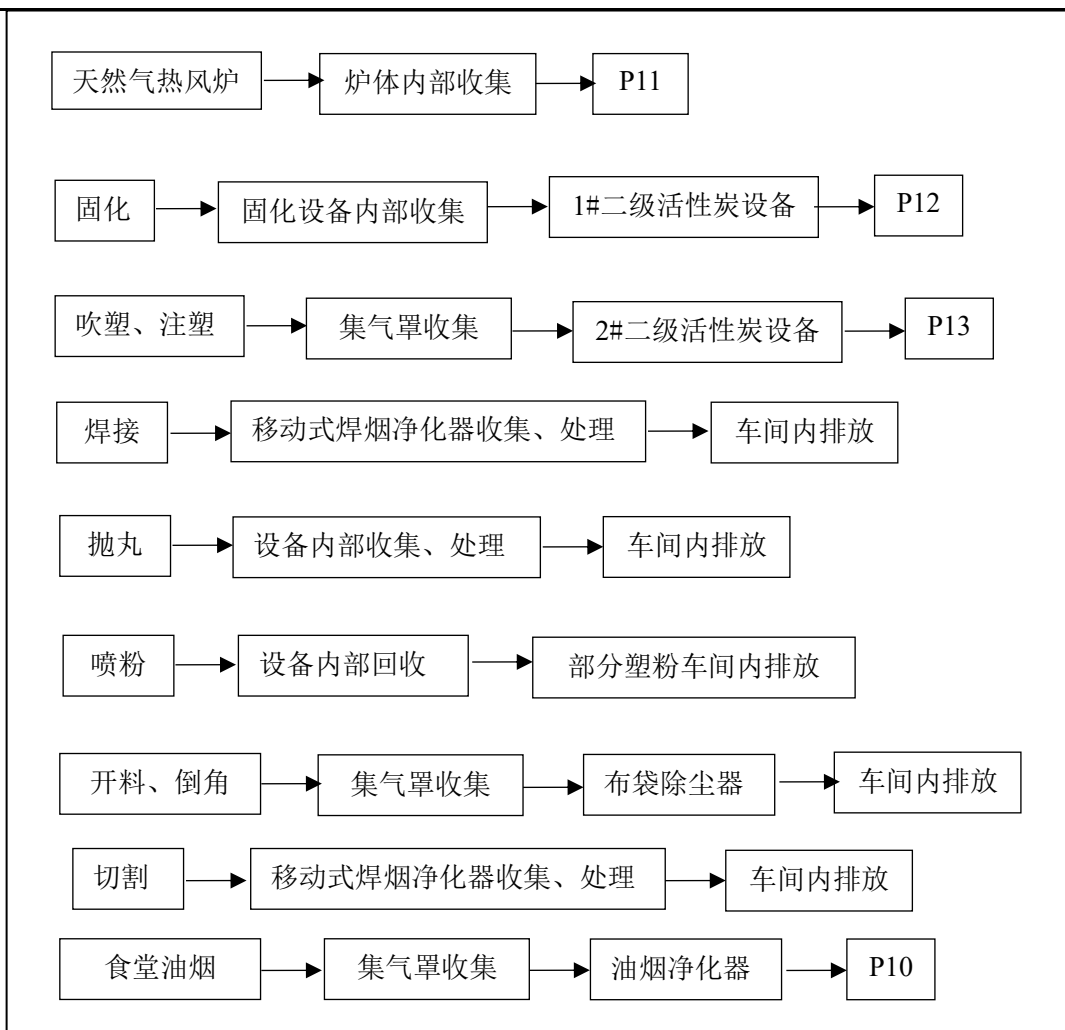 天然气热风炉 炉体内部收集 P11
固化 固化设备内部收集 1#二级活性炭设备 P12
吹塑、注塑 集气罩收集 2#二级活性炭设备 P13
焊接 移动式焊烟净化器收集、处理 车间内排放
抛丸 设备内部收集、处理 车间内排放
喷粉 设备内部回收 部分塑粉车间内排放
开料、倒角 集气罩收集 布袋除尘器 车间内排放
切割 移动式焊烟净化器收集、处理 车间内排放
食堂油烟 集气罩收集 油烟净化器 P10